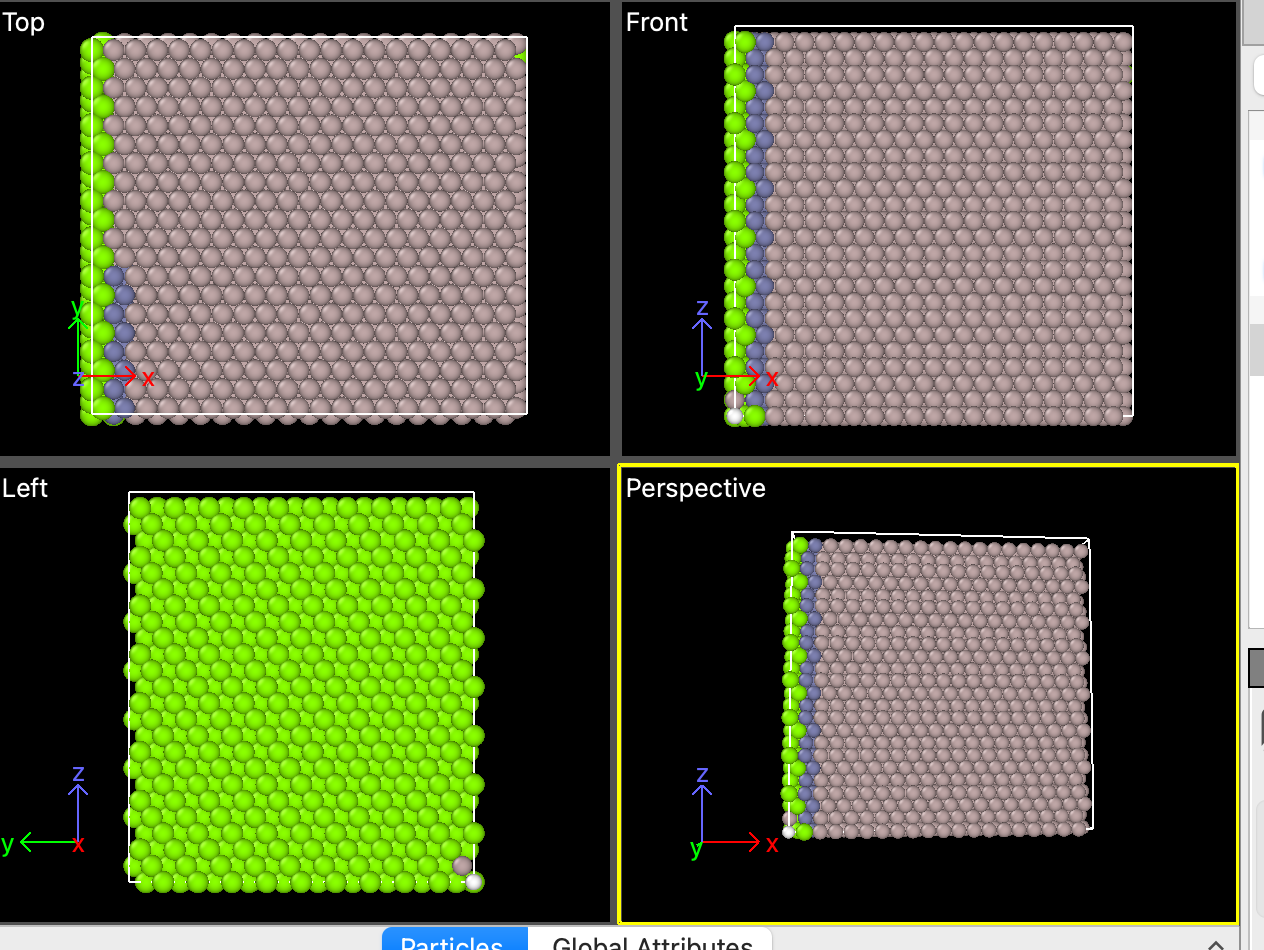 Top
Front
y
z
x
z
y
x
Left
Perspective
z
y
x
z
y
x
Particles
Global Attributes